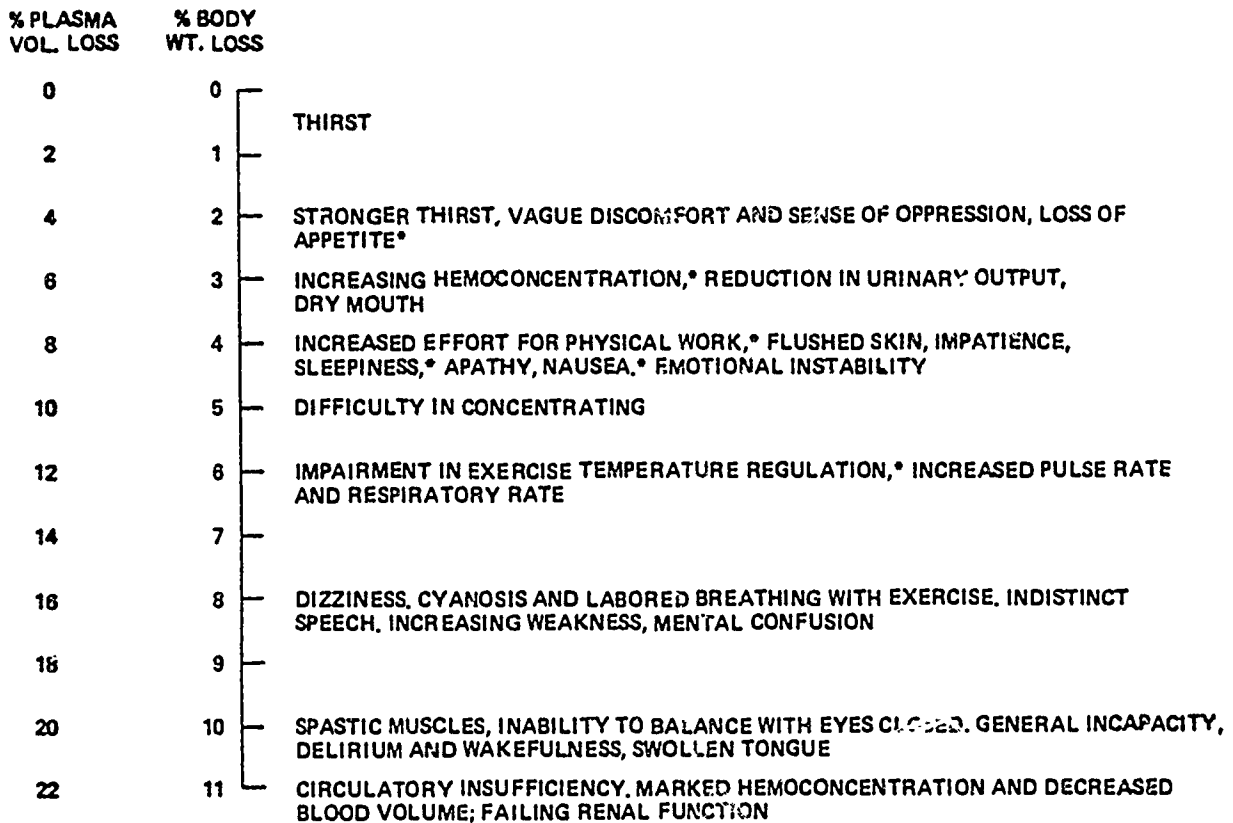 % PLASMA % BODY
VOL. LOSS WT. LOSS
0 0
THIRST
2 1
4 2 STRONGER THIRST, VAGUE DISCOMFORT AND SENSE OF OPPRESSION, LOSS OF
APPETITE*
6 3 INCREASING HEMOCONCENTRATION,* REDUCTION IN URINARY OUTPUT,
DRY MOUTH
8 4 INCREASED EFFORT FOR PHYSICAL WORK,* FLUSHED SKIN, IMPATIENCE,
SLEEPINESS,* APATHY, NAUSEA,* EMOTIONAL INSTABILITY
10 5 DIFFICULTY IN CONCENTRATING
12 6 IMPAIRMENT IN EXERCISE TEMPERATURE REGULATION,* INCREASED PULSE RATE
AND RESPIRATORY RATE
14 7
16 8 DIZZINESS. CYANOSIS AND LABORED BREATHING WITH EXERCISE. INDISTINCT
SPEECH. INCREASING WEAKNESS, MENTAL CONFUSION
18 9
20 10 SPASTIC MUSCLES, INABILITY TO BALANCE WITH EYES CLOSED. GENERAL INCAPACITY,
DELIRIUM AND WAKEFULNESS, SWOLLEN TONGUE
22 11 CIRCULATORY INSUFFICIENCY. MARKED HEMOCONCENTRATION AND DECREASED
BLOOD VOLUME; FAILING RENAL FUNCTION